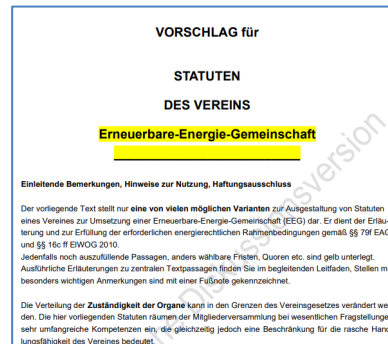 VORSCHLAG für
STATUTEN
DES VEREINS
Erneuerbare-Energie-Gemeinschaft
Einleitende Bemerkungen, Hinweise zur Nutzung, Haftungsausschluss
Der vorliegende Text stellt nur eine von vielen möglichen Varianten zur Ausgestaltung von Statuten
eines Vereines zur Umsetzung einer Erneuerbare-Energie-Gemeinschaft (EEG) dar. Er dient der Erläu-
terung und zur Erfüllung der erforderlichen energierechtlichen Rahmenbedingungen gemäß §§ 79f EAG
und §§ 16c ff ElWOG 2010.
Jedenfalls noch auszufüllende Passagen, anders wählbare Fristen, Quoren etc. sind gelb unterlegt.
Ausführliche Erläuterungen zu zentralen Textpassagen finden Sie im begleitenden Leitfaden, Stellen m
besonders wichtigen Anmerkungen sind mit einer Fußnote gekennzeichnet.
Die Verteilung der Zuständigkeit der Organe kann in den Grenzen des Vereinsgesetzes verändert we
den. Die hier vorliegenden Statuten räumen der Mitgliederversammlung bei wesentlichen Fragstellunge
sehr umfangreiche Kompetenzen ein, die gleichzeitig jedoch eine Beschränkung für die rasche Hand
lungsfähigkeit des Vereines bedeutet.
Diskussionsversion